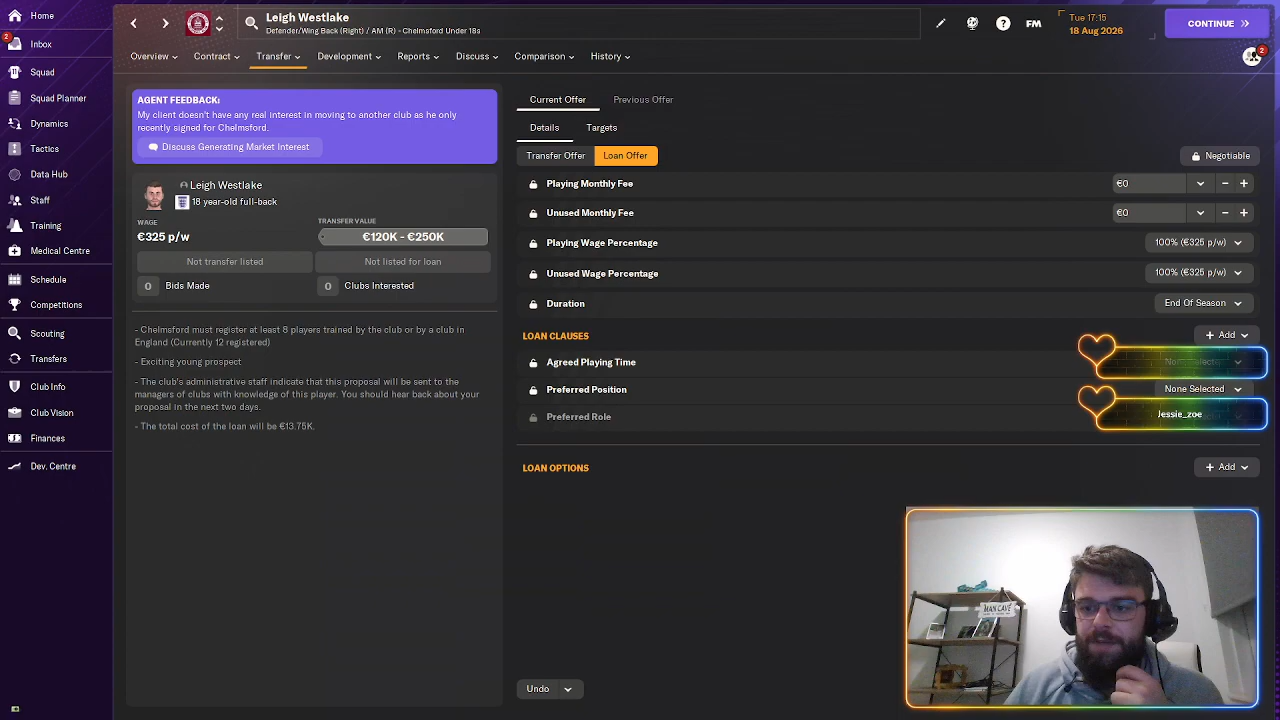 Home
2
Inbox
Squad
Squad Planner
Dynamics
Tactics
Data Hub
Staff
Training
Medical Centre
Schedule
Competitions
Scouting
Transfers
Club Info
Club Vision
Finances
Dev. Centre
Leigh Westlake
Defender/Wing Back (Right) / AM (R) - Chelmsford Under 18s
FM
Tue 17:15
18 Aug 2026
CONTINUE
2
Overview
Contract
Transfer
Development
Reports
Discuss
Comparison
History
AGENT FEEDBACK:
My client doesn't have any real interest in moving to another club as he only
recently signed for Chelmsford.
Discuss Generating Market Interest
Leigh Westlake
18 year-old full-back
WAGE
€325 p/w
TRANSFER VALUE
€120K - €250K
Not transfer listed
Not listed for loan
0 Bids Made
0 Clubs Interested
- Chelmsford must register at least 8 players trained by the club or by a club in
England (Currently 12 registered)
- Exciting young prospect
- The club's administrative staff indicate that this proposal will be sent to the
managers of clubs with knowledge of this player. You should hear back about your
proposal in the next two days.
- The total cost of the loan will be €13.75K.
Current Offer
Previous Offer
Details
Targets
Transfer Offer
Loan Offer
Negotiable
Playing Monthly Fee
€0
Unused Monthly Fee
€0
Playing Wage Percentage
100% (€325 p/w)
Unused Wage Percentage
100% (€325 p/w)
Duration
End Of Season
LOAN CLAUSES
+ Add
Agreed Playing Time
None Selected
Preferred Position
None Selected
Preferred Role
Jessie_zoe
LOAN OPTIONS
+ Add
MAN CAVE
Undo